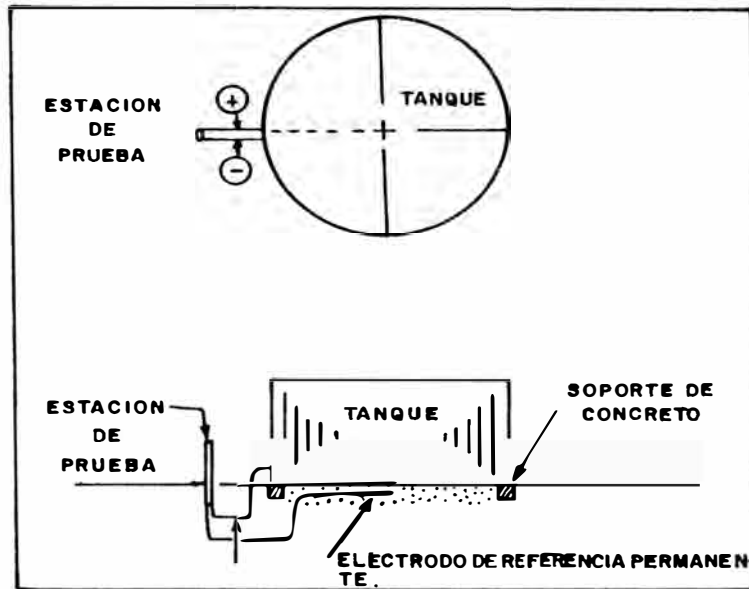 ESTACION
DE
PRUEBA
+
-
TANQUE
ESTACION
DE
PRUEBA
TANQUE
SOPORTE DE
CONCRETO
ELECTRODO DE REFERENCIA PERMANEN
TE.